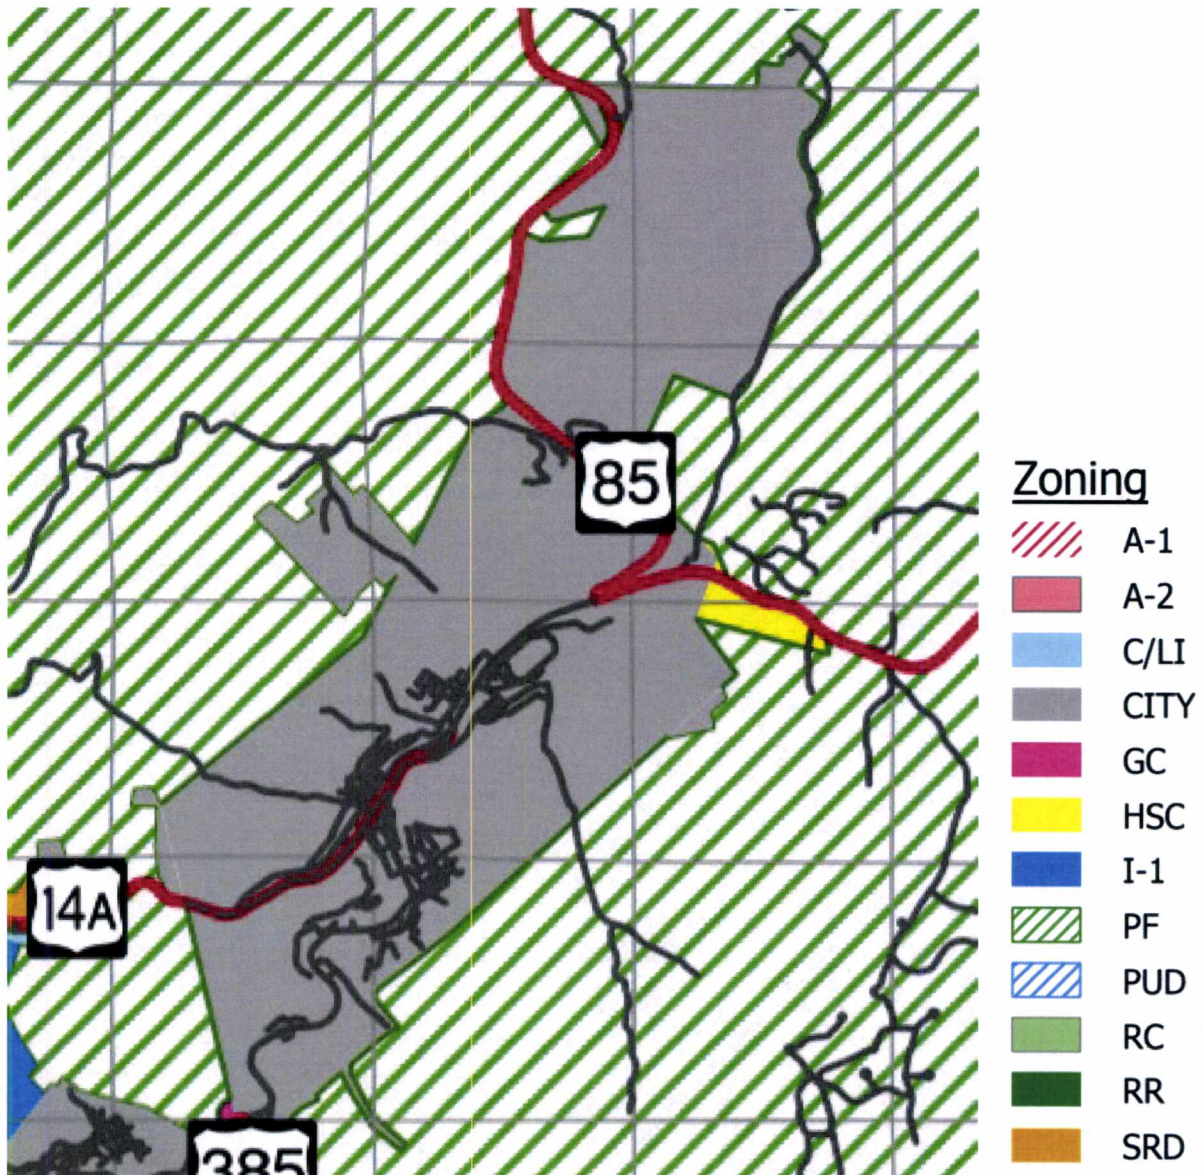 85
14A
385
Zoning
A-1
A-2
C/LI
CITY
GC
HSC
I-1
PF
PUD
RC
RR
SRD